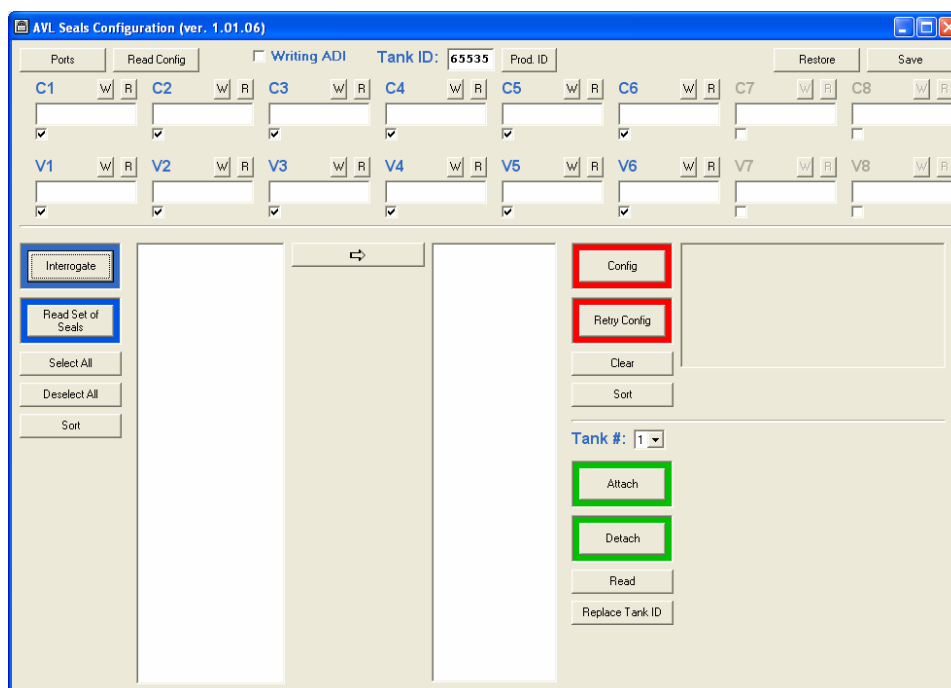 AVL Seals Configuration (ver. 1.01.06)
Ports Read Config Writing ADI Tank ID: 65535 Prod. ID Restore Save
C1 W R C2 W R C3 W R C4 W R C5 W R C6 W R C7 W R C8 W R
V1 W R V2 W R V3 W R V4 W R V5 W R V6 W R V7 W R V8 W R
Interrogate
Read Set of
Seals
Select All
Deselect All
Sort
Config
Retry Config
Clear
Sort
Tank #: 1
Attach
Detach
Read
Replace Tank ID